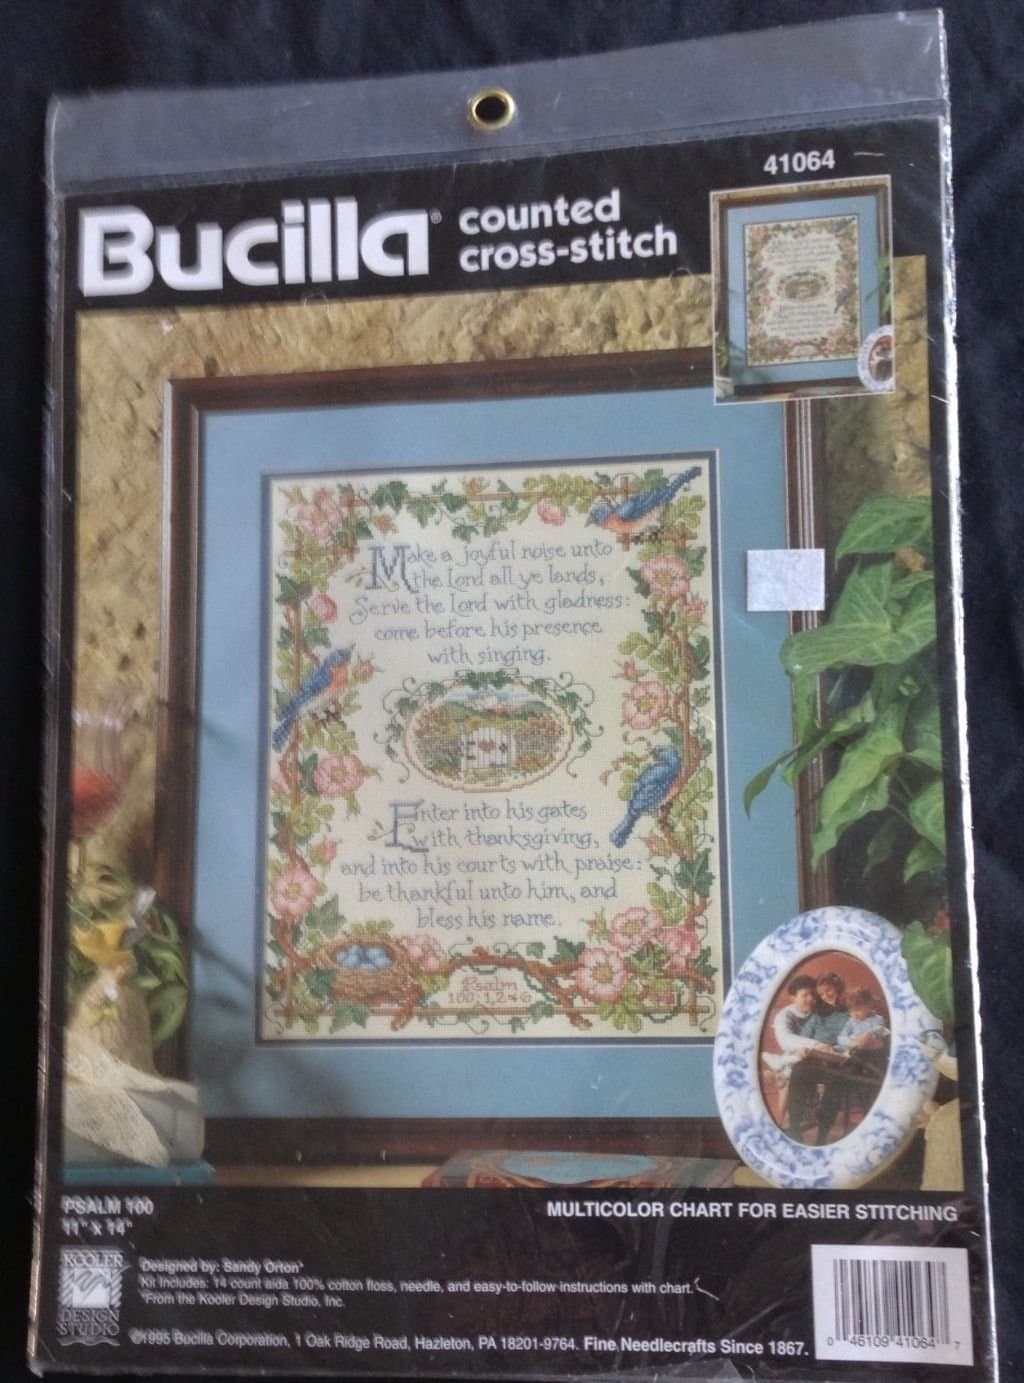 41064
Bucilla®
counted
cross-stitch
Make a joyful noise unto
the Lord all ye lands,
Serve the Lord with gladness:
come before his presence
with singing.
Enter into his gates
with thanksgiving,
and into his courts with praise:
be thankful unto him, and
bless his name.
Psalm
100:1,2&
PSALM 100
11" x 14"
MULTICOLOR CHART FOR EASIER STITCHING
KOOLER
DESIGN
STUDIO
Designed by: Sandy Orton*
Kit Includes: 14 count aida 100% cotton floss, needle, and easy-to-follow instructions with chart.
*From the Kooler Design Studio, Inc.
©1995 Bucilla Corporation, 1 Oak Ridge Road, Hazleton, PA 18201-9764. Fine Needlecrafts Since 1867.
0 46109 41064 7